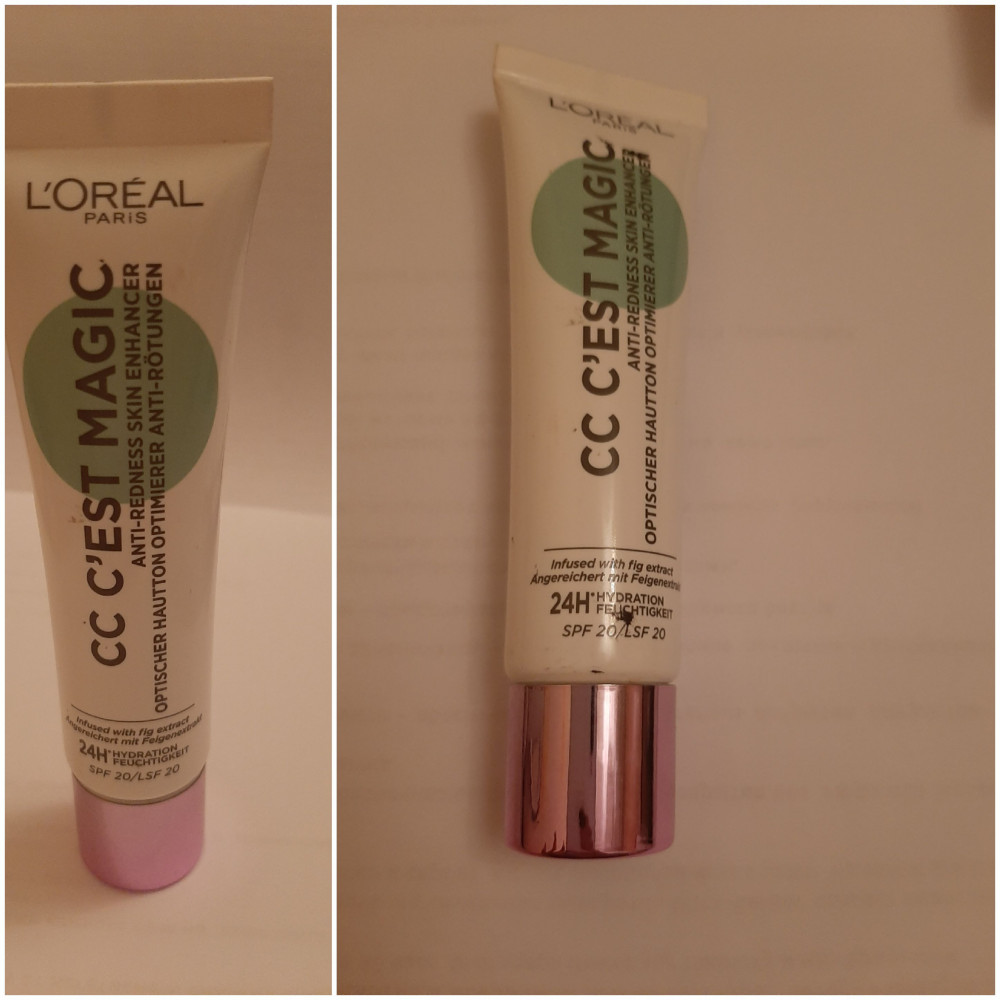 L'ORÉAL
PARiS
CC C'EST MAGIC
ANTI-REDNESS SKIN ENHANCER
OPTISCHER HAUTTON OPTIMIERER ANTI-RÖTUNGEN
Infused with fig extract
Angereichert mit Feigenextrakt
24H*HYDRATION
FEUCHTIGKEIT
SPF 20/LSF 20
L'ORÉAL
PARiS
CC C'EST MAGIC
ANTI-REDNESS SKIN ENHANCER
OPTISCHER HAUTTON OPTIMIERER ANTI-RÖTUNGEN
Infused with fig extract
Angereichert mit Feigenextrakt
24H*HYDRATION
FEUCHTIGKEIT
SPF 20/LSF 20